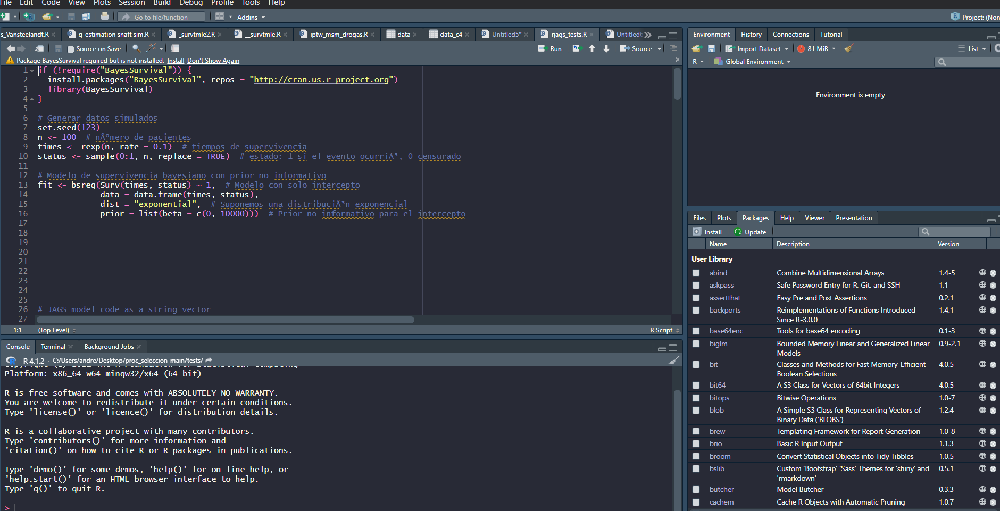 File Edit Code View Plots Session Build Debug Profile Tools Help
Go to file/function
Addins
Project: (Non
s_Vansteelandt.R
g-estimation snaft sim.R
_survtmle2.R
__survtmle.R
iptw_msm_drogas.R
data
data_c4
Untitled5*
rjags_tests.R
Source on Save
Run
Source
Package BayesSurvival required but is not installed. Install Don't Show Again
1 if (!require("BayesSurvival")) {
2 install.packages("BayesSurvival", repos = "http://cran.us.r-project.org")
3 library(BayesSurvival)
4 }
5
6 # Generar datos simulados
7 set.seed(123)
8 n <- 100 # nÃºmero de pacientes
9 times <- rexp(n, rate = 0.1) # tiempos de supervivencia
10 status <- sample(0:1, n, replace = TRUE) # estado: 1 si el evento ocurriÃ³, 0 censurado
11
12 # Modelo de supervivencia bayesiano con prior no informativo
13 fit <- bsreg(Surv(times, status) ~ 1, # Modelo con solo intercepto
14 data = data.frame(times, status),
15 dist = "exponential", # Suponemos una distribuciÃ³n exponencial
16 prior = list(beta = c(0, 10000))) # Prior no informativo para el intercepto
17
18
19
20
21
22
23
24
25
26 # JAGS model code as a string vector
27
1:1 (Top Level) R Script
Console Terminal Background Jobs
R 4.1.2 · C:/Users/andre/Desktop/proc_seleccion-main/tests/
Platform: x86_64-w64-mingw32/x64 (64-bit)
R is free software and comes with ABSOLUTELY NO WARRANTY.
You are welcome to redistribute it under certain conditions.
Type 'license()' or 'licence()' for distribution details.
R is a collaborative project with many contributors.
Type 'contributors()' for more information and
'citation()' on how to cite R or R packages in publications.
Type 'demo()' for some demos, 'help()' for on-line help, or
'help.start()' for an HTML browser interface to help.
Type 'q()' to quit R.
>
Environment History Connections Tutorial
Import Dataset 81 MiB List
R Global Environment
Environment is empty
Files Plots Packages Help Viewer Presentation
Install Update
Name Description Version
User Library
abind Combine Multidimensional Arrays 1.4-5
askpass Safe Password Entry for R, Git, and SSH 1.1
assertthat Easy Pre and Post Assertions 0.2.1
backports Reimplementations of Functions Introduced 1.4.1
Since R-3.0.0
base64enc Tools for base64 encoding 0.1-3
biglm Bounded Memory Linear and Generalized Linear 0.9-2.1
Models
bit Classes and Methods for Fast Memory-Efficient 4.0.5
Boolean Selections
bit64 A S3 Class for Vectors of 64bit Integers 4.0.5
bitops Bitwise Operations 1.0-7
blob A Simple S3 Class for Representing Vectors of 1.2.4
Binary Data ('BLOBS')
brew Templating Framework for Report Generation 1.0-8
brio Basic R Input Output 1.1.3
broom Convert Statistical Objects into Tidy Tibbles 1.0.5
bslib Custom 'Bootstrap' 'Sass' Themes for 'shiny' and 0.5.1
'rmarkdown'
butcher Model Butcher 0.3.3
cachem Cache R Objects with Automatic Pruning 1.0.7